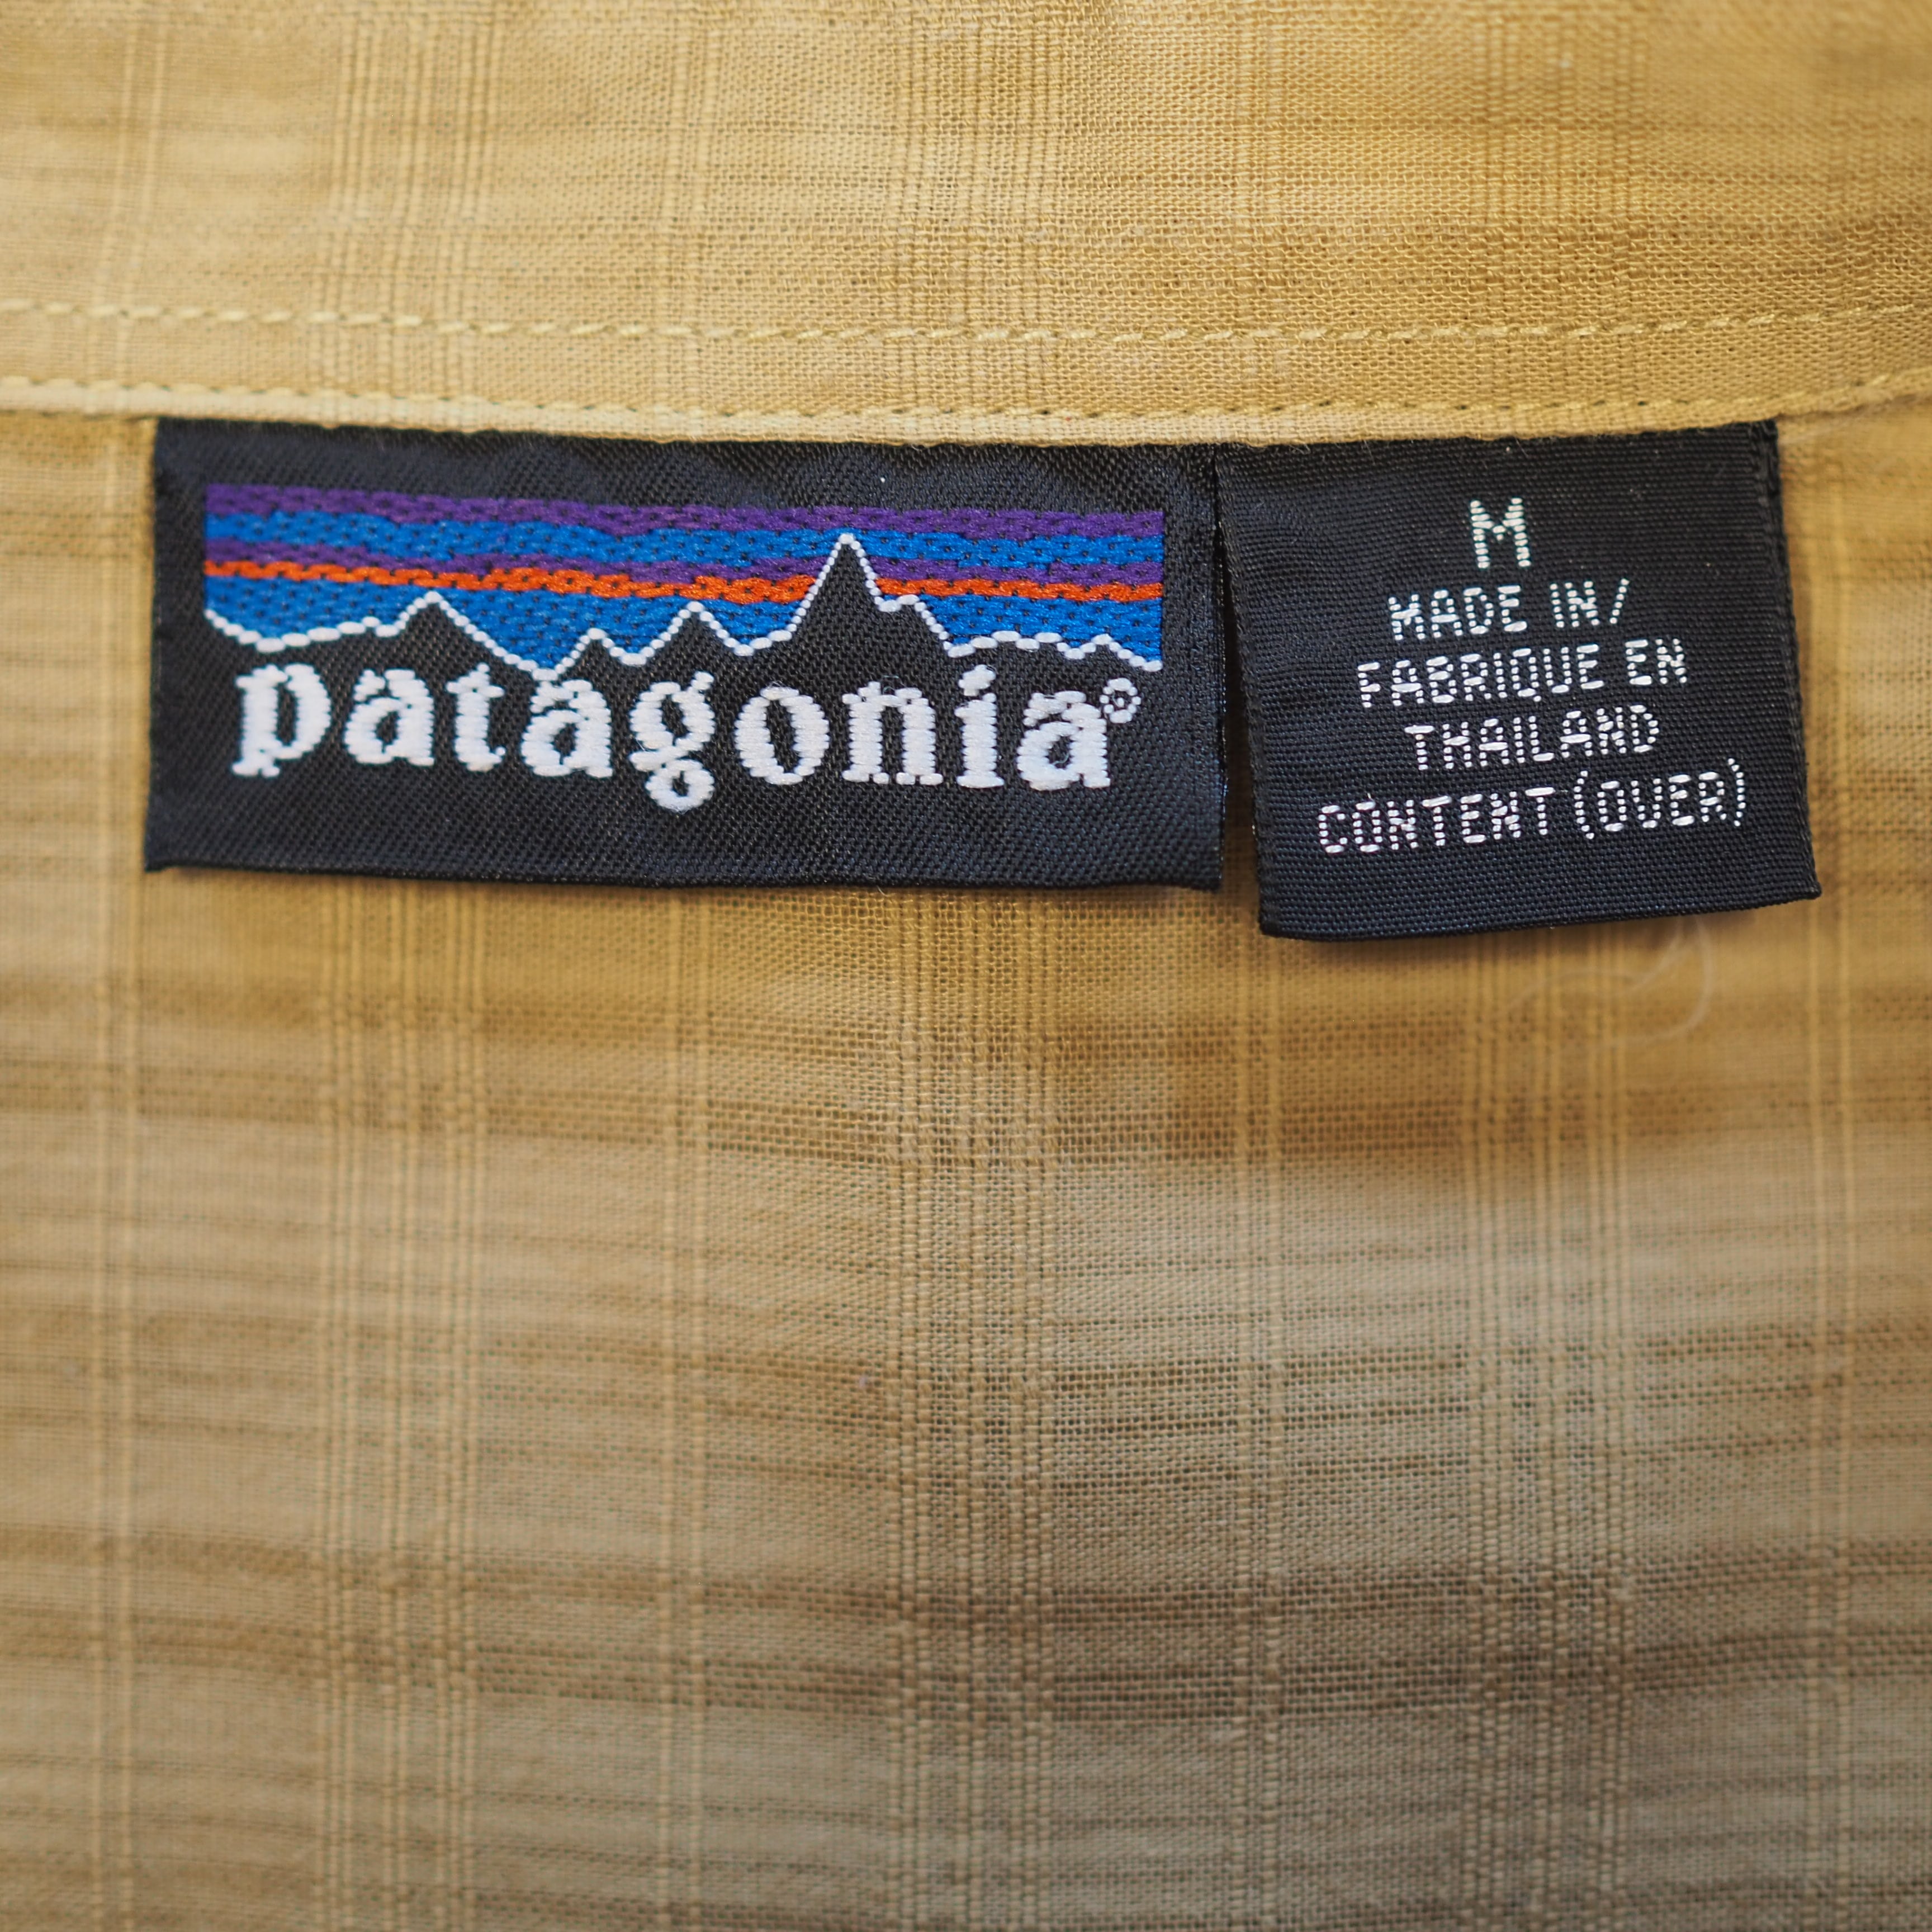 patagonia®
M
MADE IN/
FABRIQUE EN
THAILAND
CONTENT (OVER)